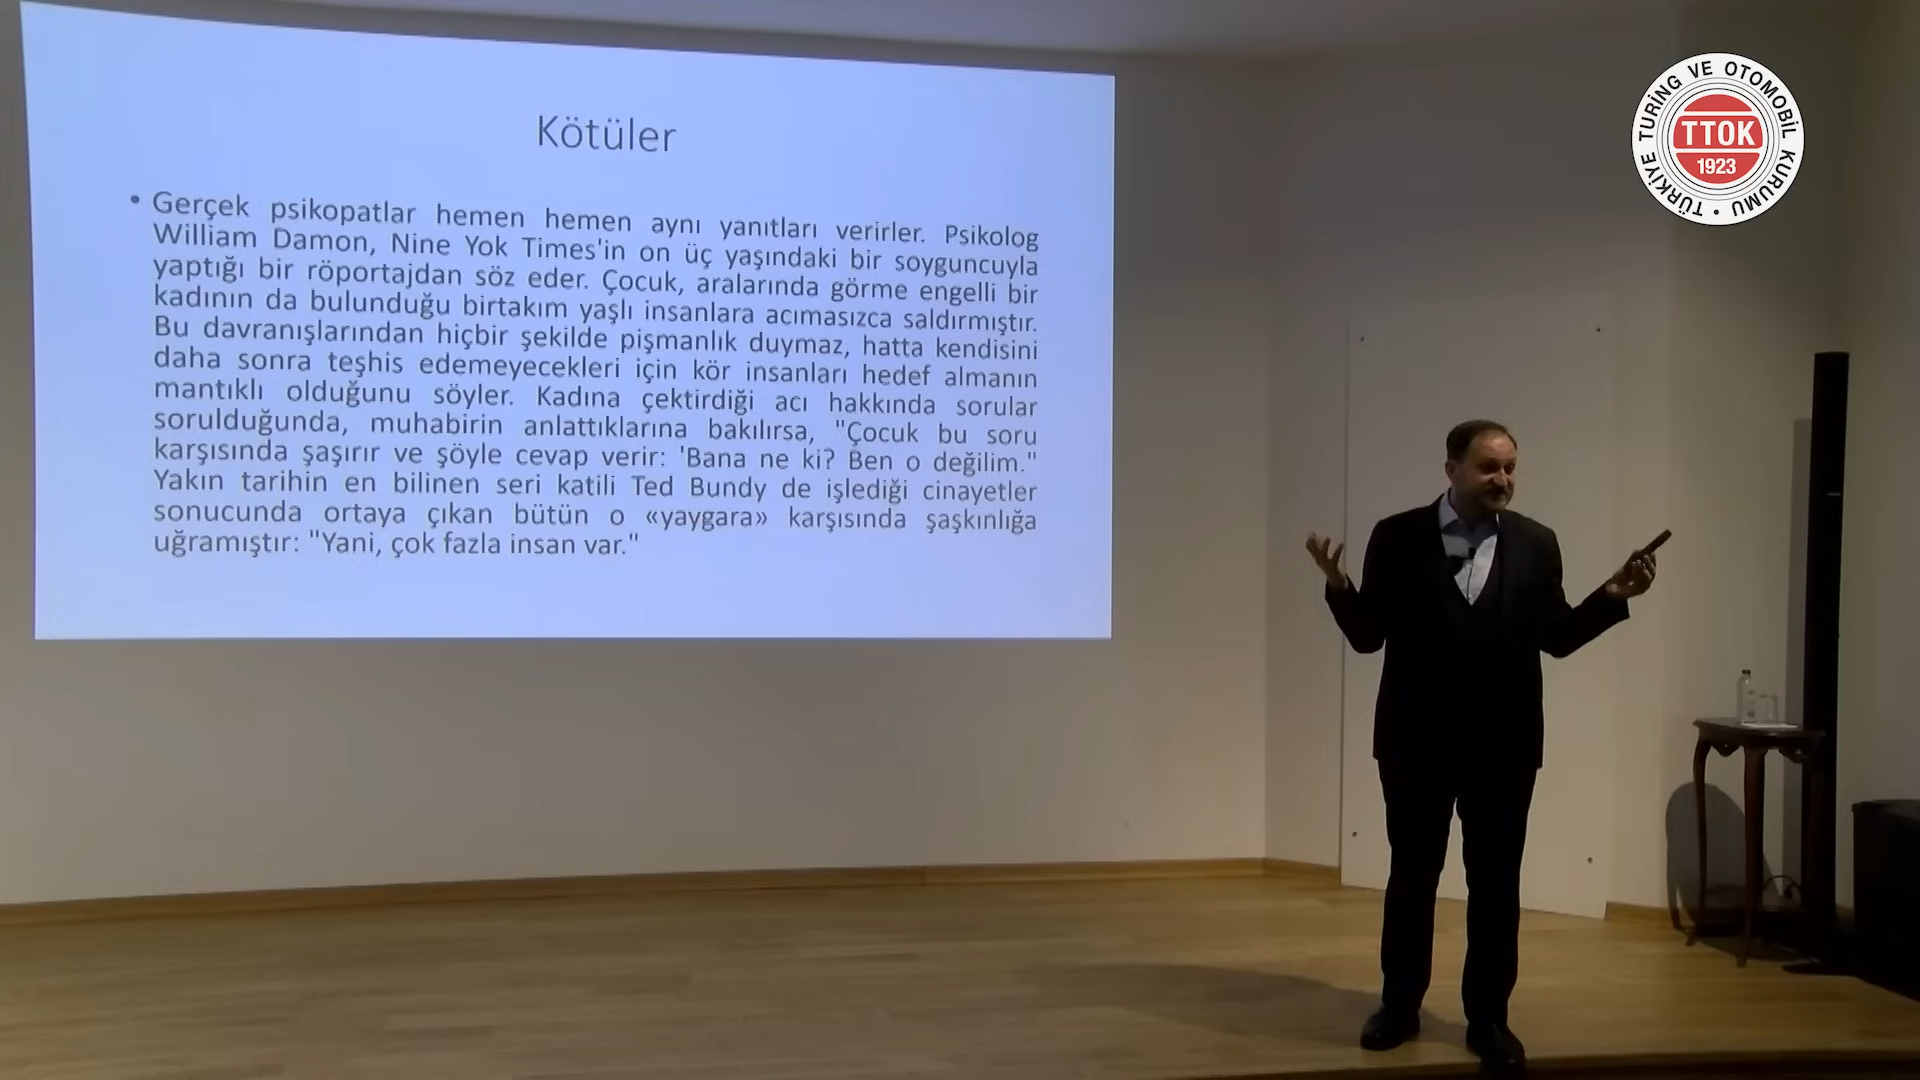 Kötüler
• Gerçek psikopatlar hemen hemen aynı yanıtları verirler. Psikolog
William Damon, Nine Yok Times'in on üç yaşındaki bir soyguncuyla
yaptığı bir röportajdan söz eder. Çocuk, aralarında görme engelli bir
kadının da bulunduğu birtakım yaşlı insanlara acımasızca saldırmıştır.
Bu davranışlarından hiçbir şekilde pişmanlık duymaz, hatta kendisini
daha sonra teşhis edemeyecekleri için kör insanları hedef almanın
mantıklı olduğunu söyler. Kadına çektirdiği acı hakkında sorular
sorulduğunda, muhabirin anlattıklarına bakılırsa, "Çocuk bu soru
karşısında şaşırır ve şöyle cevap verir: 'Bana ne ki? Ben o değilim."
Yakın tarihin en bilinen seri katili Ted Bundy de işlediği cinayetler
sonucunda ortaya çıkan bütün o «yaygara» karşısında şaşkınlığa
uğramıştır: "Yani, çok fazla insan var."
TÜRKİYE TURİNG VE OTOMOBİL KURUMU •
TTOK
1923